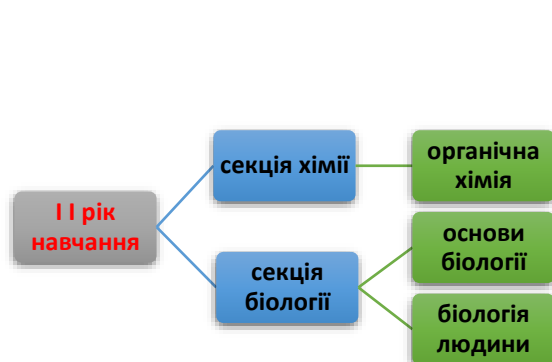 І І рік
навчання
секція хімії
органічна
хімія
секція
біології
основи
біології
біологія
людини